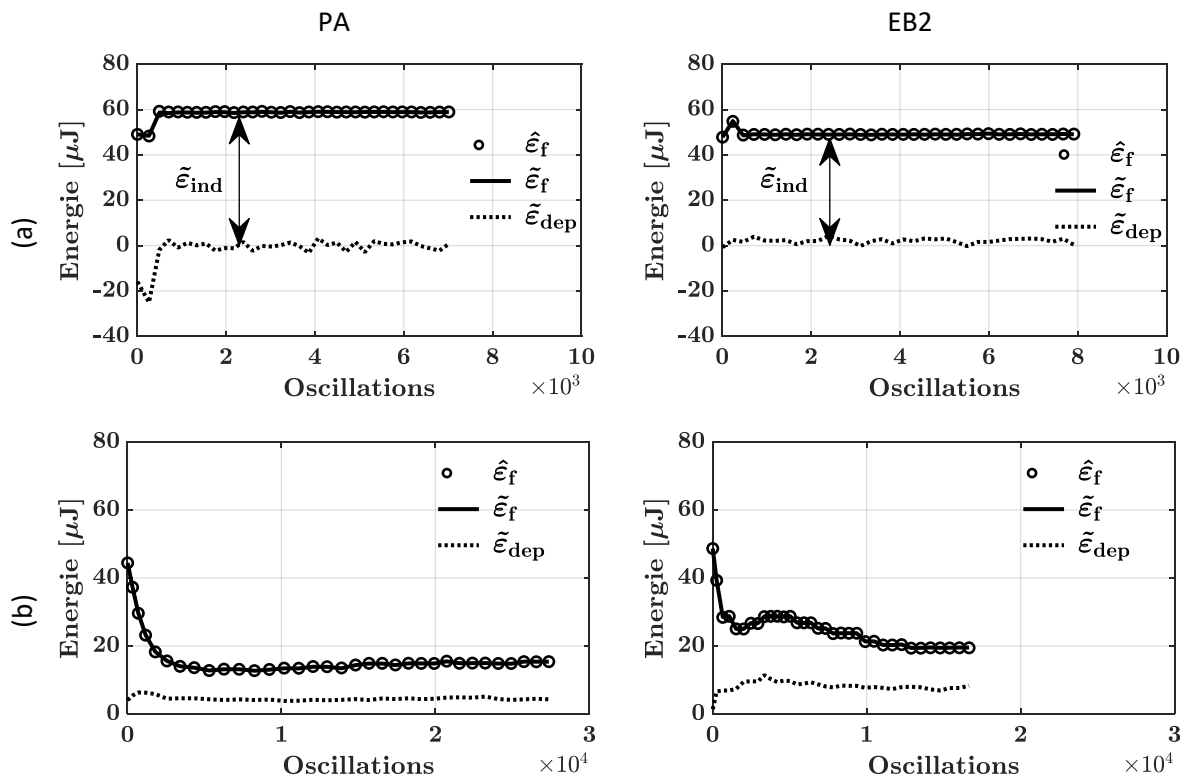 PA
EB2
(a)
Energie [μJ]
80
60
40
20
0
-20
-40
ε̃ind
ε̂f
ε̃f
ε̃dep
0 2 4 6 8 10
Oscillations ×10³
Energie [μJ]
80
60
40
20
0
-20
-40
ε̃ind
ε̂f
ε̃f
ε̃dep
0 2 4 6 8 10
Oscillations ×10³
(b)
Energie [μJ]
80
60
40
20
0
ε̂f
ε̃f
ε̃dep
0 1 2 3
Oscillations ×10⁴
Energie [μJ]
80
60
40
20
0
ε̂f
ε̃f
ε̃dep
0 1 2 3
Oscillations ×10⁴